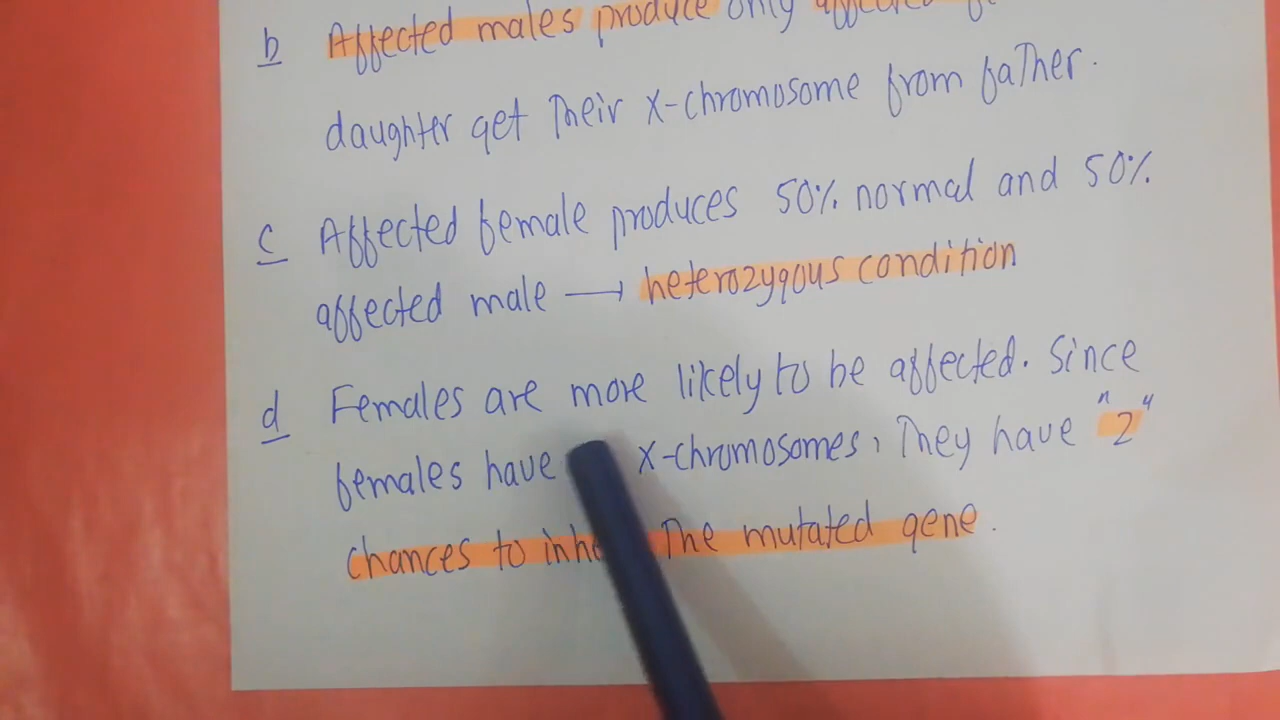 b Affected males produce only affected
daughter get their X-chromosome from father.
c Affected female produces 50% normal and 50%
affected male → heterozygous condition
d Females are more likely to be affected. Since
females have X-chromosomes, They have "2"
chances to inhe The mutated gene.